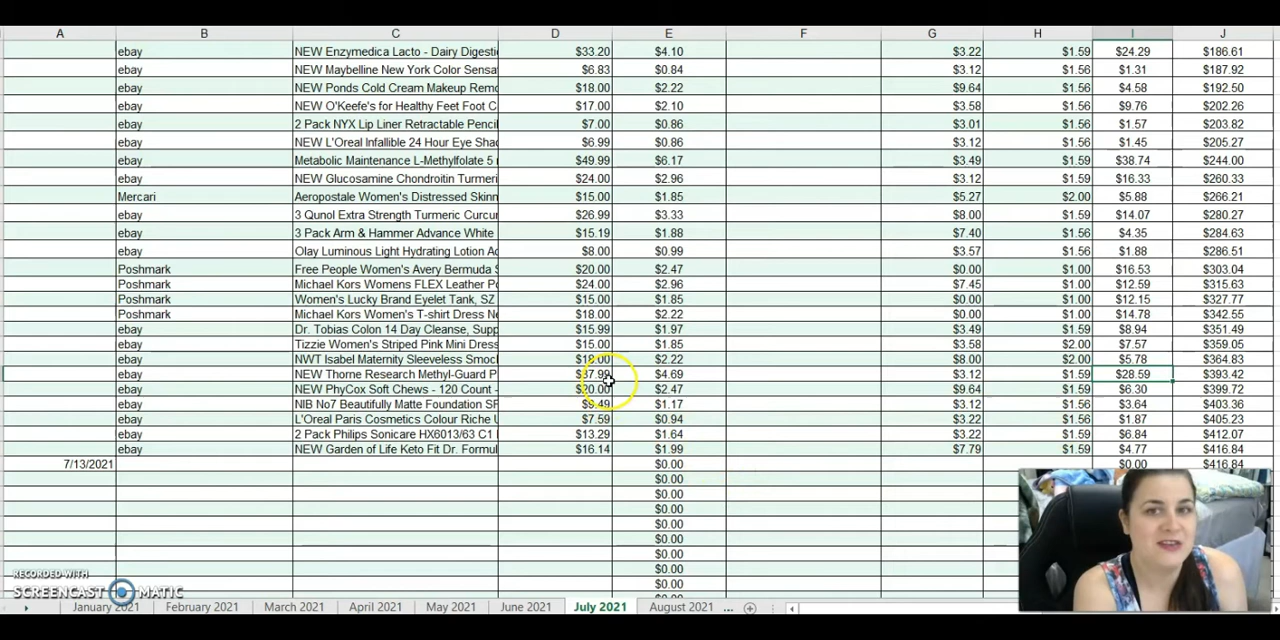 A B C D E F G H I J
ebay NEW Enzymedica Lacto - Dairy Digesti $33.20 $4.10 $3.22 $1.59 $24.29 $186.61
ebay NEW Maybelline New York Color Sensa $6.83 $0.84 $3.12 $1.56 $1.31 $187.92
ebay NEW Ponds Cold Cream Makeup Remo $18.00 $2.22 $9.64 $1.56 $4.58 $192.50
ebay NEW O'Keefe's for Healthy Feet Foot C $17.00 $2.10 $3.58 $1.56 $9.76 $202.26
ebay 2 Pack NYX Lip Liner Retractable Pencil $7.00 $0.86 $3.01 $1.56 $1.57 $203.82
ebay NEW L'Oreal Infallible 24 Hour Eye Shad $6.99 $0.86 $3.12 $1.56 $1.45 $205.27
ebay Metabolic Maintenance L-Methylfolate 5 $49.99 $6.17 $3.49 $1.59 $38.74 $244.00
ebay NEW Glucosamine Chondroitin Turmeri $24.00 $2.96 $3.12 $1.59 $16.33 $260.33
Mercari Aeropostale Women's Distressed Skinn $15.00 $1.85 $5.27 $2.00 $5.88 $266.21
ebay 3 Qunol Extra Strength Turmeric Curcu $26.99 $3.33 $8.00 $1.59 $14.07 $280.27
ebay 3 Pack Arm & Hammer Advance White $15.19 $1.88 $7.40 $1.56 $4.35 $284.63
ebay Olay Luminous Light Hydrating Lotion Ad $8.00 $0.99 $3.57 $1.56 $1.88 $286.51
Poshmark Free People Women's Avery Bermuda S $20.00 $2.47 $0.00 $1.00 $16.53 $303.04
Poshmark Michael Kors Womens FLEX Leather Po $24.00 $2.96 $7.45 $1.00 $12.59 $315.63
Poshmark Women's Lucky Brand Eyelet Tank, SZ $15.00 $1.85 $0.00 $1.00 $12.15 $327.77
Poshmark Michael Kors Women's T-shirt Dress Ne $18.00 $2.22 $0.00 $1.00 $14.78 $342.55
ebay Dr. Tobias Colon 14 Day Cleanse, Supp $15.99 $1.97 $3.49 $1.59 $8.94 $351.49
ebay Tizzie Women's Striped Pink Mini Dress $15.00 $1.85 $3.58 $2.00 $7.57 $359.05
ebay NWT Isabel Maternity Sleeveless Smoc $18.00 $2.22 $8.00 $2.00 $5.78 $364.83
ebay NEW Thorne Research Methyl-Guard P $37.99 $4.69 $3.12 $1.59 $28.59 $393.42
ebay NEW PhyCox Soft Chews - 120 Count - $20.00 $2.47 $9.64 $1.59 $6.30 $399.72
ebay NIB No7 Beautifully Matte Foundation SF $9.49 $1.17 $3.12 $1.56 $3.64 $403.36
ebay L'Oreal Paris Cosmetics Colour Riche $7.59 $0.94 $3.22 $1.56 $1.87 $405.23
ebay 2 Pack Philips Sonicare HX6013/63 C1 $13.29 $1.64 $3.22 $1.56 $6.84 $412.07
ebay NEW Garden of Life Keto Fit Dr. Formul $16.14 $1.99 $7.79 $1.59 $4.77 $416.84
7/13/2021 $0.00 $0.00 $416.84
$0.00
$0.00
$0.00
$0.00
$0.00
$0.00
$0.00
$0.00
RECORDED WITH
SCREENCAST MATIC
January 2021 February 2021 March 2021 April 2021 May 2021 June 2021 July 2021 August 2021 ...